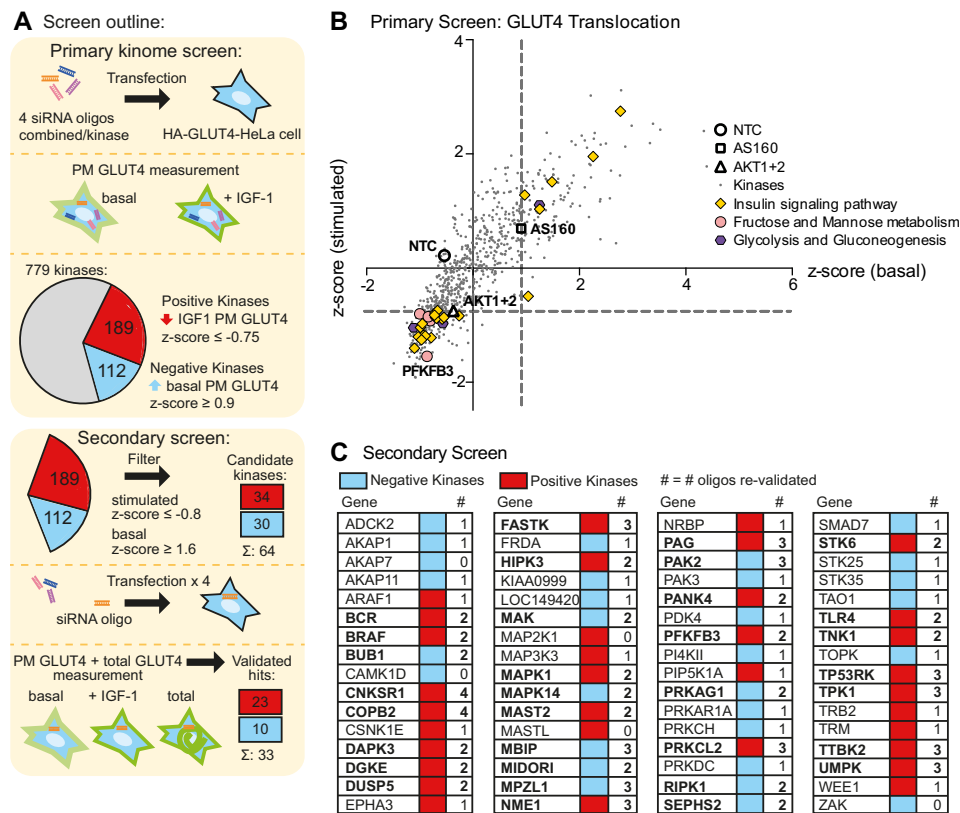 A Screen outline:
Primary kinome screen:
Transfection
4 siRNA oligos
combined/kinase
HA-GLUT4-HeLa cell
PM GLUT4 measurement
basal
+ IGF-1
779 kinases:
189
112
Positive Kinases
IGF1 PM GLUT4
z-score ≤ -0.75
Negative Kinases
basal PM GLUT4
z-score ≥ 0.9
Secondary screen:
189
112
Filter
stimulated
z-score ≤ -0.8
basal
z-score ≥ 1.6
Candidate
kinases:
34
30
Σ: 64
Transfection x 4
siRNA oligo
PM GLUT4 + total GLUT4
measurement
basal + IGF-1 total
Validated
hits:
23
10
Σ: 33
B Primary Screen: GLUT4 Translocation
z-score (stimulated)
4
2
-2
-2 0 2 4 6
z-score (basal)
NTC
AS160
AKT1+2
PFKFB3
NTC
AS160
AKT1+2
Kinases
Insulin signaling pathway
Fructose and Mannose metabolism
Glycolysis and Gluconeogenesis
C Secondary Screen
Negative Kinases Positive Kinases # = # oligos re-validated
Gene #
ADCK2 1
AKAP1 1
AKAP7 0
AKAP11 1
ARAF1 1
BCR 2
BRAF 2
BUB1 2
CAMK1D 0
CNKSR1 4
COPB2 4
CSNK1E 1
DAPK3 2
DGKE 2
DUSP5 2
EPHA3 1
Gene #
FASTK 3
FRDA 1
HIPK3 2
KIAA0999 1
LOC149420 1
MAK 2
MAP2K1 0
MAP3K3 1
MAPK1 2
MAPK14 2
MAST2 2
MASTL 0
MBIP 3
MIDORI 2
MPZL1 3
NME1 3
Gene #
NRBP 1
PAG 3
PAK2 3
PAK3 1
PANK4 2
PDK4 1
PFKFB3 2
PI4KII 1
PIP5K1A 1
PRKAG1 2
PRKAR1A 1
PRKCH 1
PRKCL2 3
PRKDC 1
RIPK1 2
SEPHS2 2
Gene #
SMAD7 1
STK6 2
STK25 1
STK35 1
TAO1 1
TLR4 2
TNK1 2
TOPK 1
TP53RK 3
TPK1 3
TRB2 1
TRM 1
TTBK2 3
UMPK 3
WEE1 1
ZAK 0